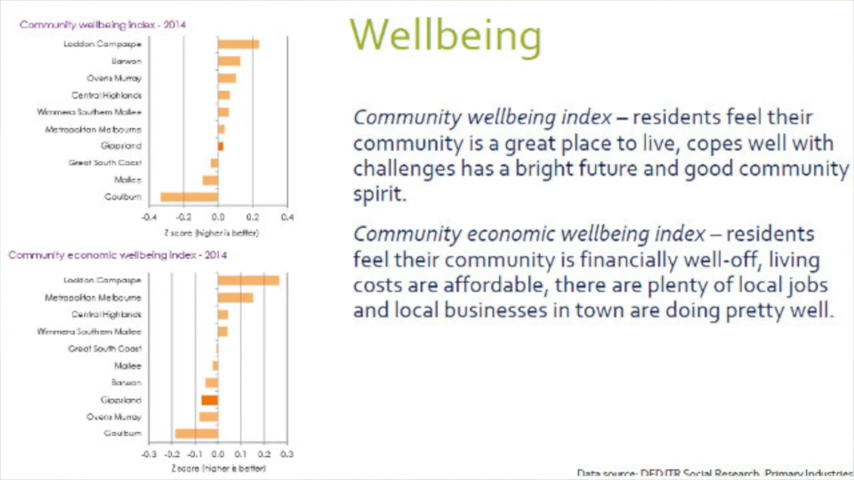 Community wellbeing index - 2014
Loddon Campaspe
Barwon
Ovens Murray
Central Highlands
Wimmera Southern Mallee
Metropolitan Melbourne
Gippsland
Great South Coast
Mallee
Goulburn
-0.4 -0.2 0.0 0.2 0.4
Z score (higher is better)
Community economic wellbeing index - 2014
Loddon Campaspe
Metropolitan Melbourne
Central Highlands
Wimmera Southern Mallee
Great South Coast
Mallee
Barwon
Gippsland
Ovens Murray
Goulburn
-0.3 -0.2 -0.1 0.0 0.1 0.2 0.3
Z score (higher is better)
Wellbeing
Community wellbeing index – residents feel their
community is a great place to live, copes well with
challenges has a bright future and good community
spirit.
Community economic wellbeing index – residents
feel their community is financially well-off, living
costs are affordable, there are plenty of local jobs
and local businesses in town are doing pretty well.
Data source: DEDJTR Social Research, Primary Industries